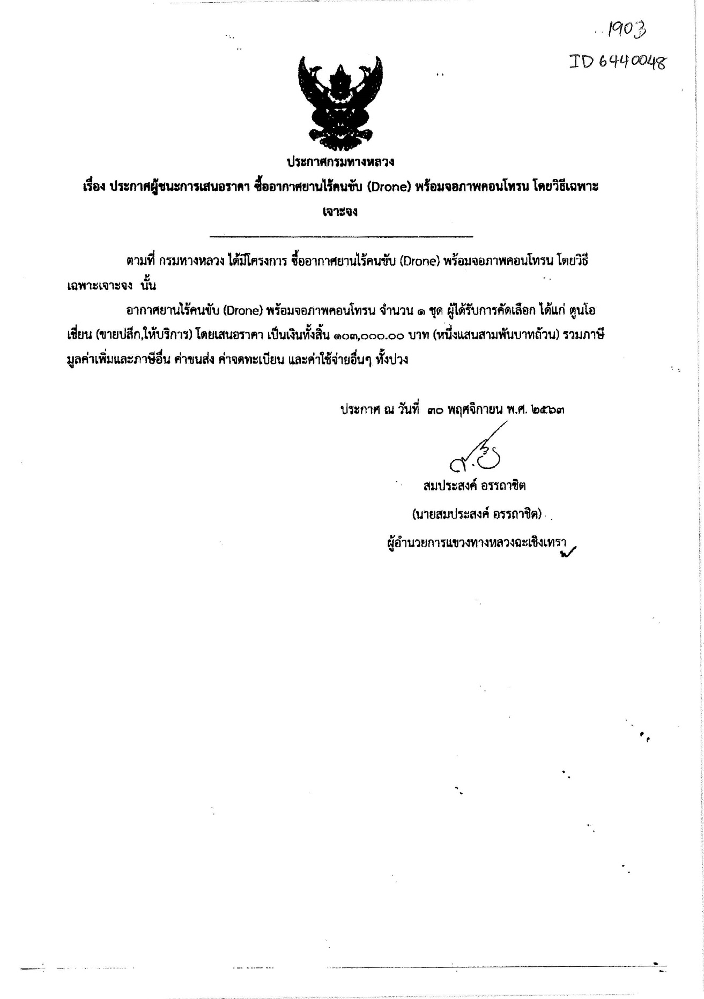 1903
ID 6440048
ประกาศกรมทางหลวง
เรื่อง ประกาศผู้ชนะการเสนอราคา ซื้ออากาศยานไร้คนขับ (Drone) พร้อมจอภาพคอนโทรน โดยวิธีเฉพาะ
เจาะจง
ตามที่ กรมทางหลวง ได้มีโครงการ ซื้ออากาศยานไร้คนขับ (Drone) พร้อมจอภาพคอนโทรน โดยวิธี
เฉพาะเจาะจง นั้น
อากาศยานไร้คนขับ (Drone) พร้อมจอภาพคอนโทรน จำนวน ๑ ชุด ผู้ได้รับการคัดเลือก ได้แก่ ตูนโอ
เชี่ยน (ขายปลีก,ให้บริการ) โดยเสนอราคา เป็นเงินทั้งสิ้น ๑๐๓,๐๐๐.๐๐ บาท (หนึ่งแสนสามพันบาทถ้วน) รวมภาษี
มูลค่าเพิ่มและภาษีอื่น ค่าขนส่ง ค่าจดทะเบียน และค่าใช้จ่ายอื่นๆ ทั้งปวง
ประกาศ ณ วันที่ ๓๐ พฤศจิกายน พ.ศ. ๒๕๖๓
สมประสงค์ อรรถาชิต
(นายสมประสงค์ อรรถาชิต)
ผู้อำนวยการแขวงทางหลวงฉะเชิงเทรา